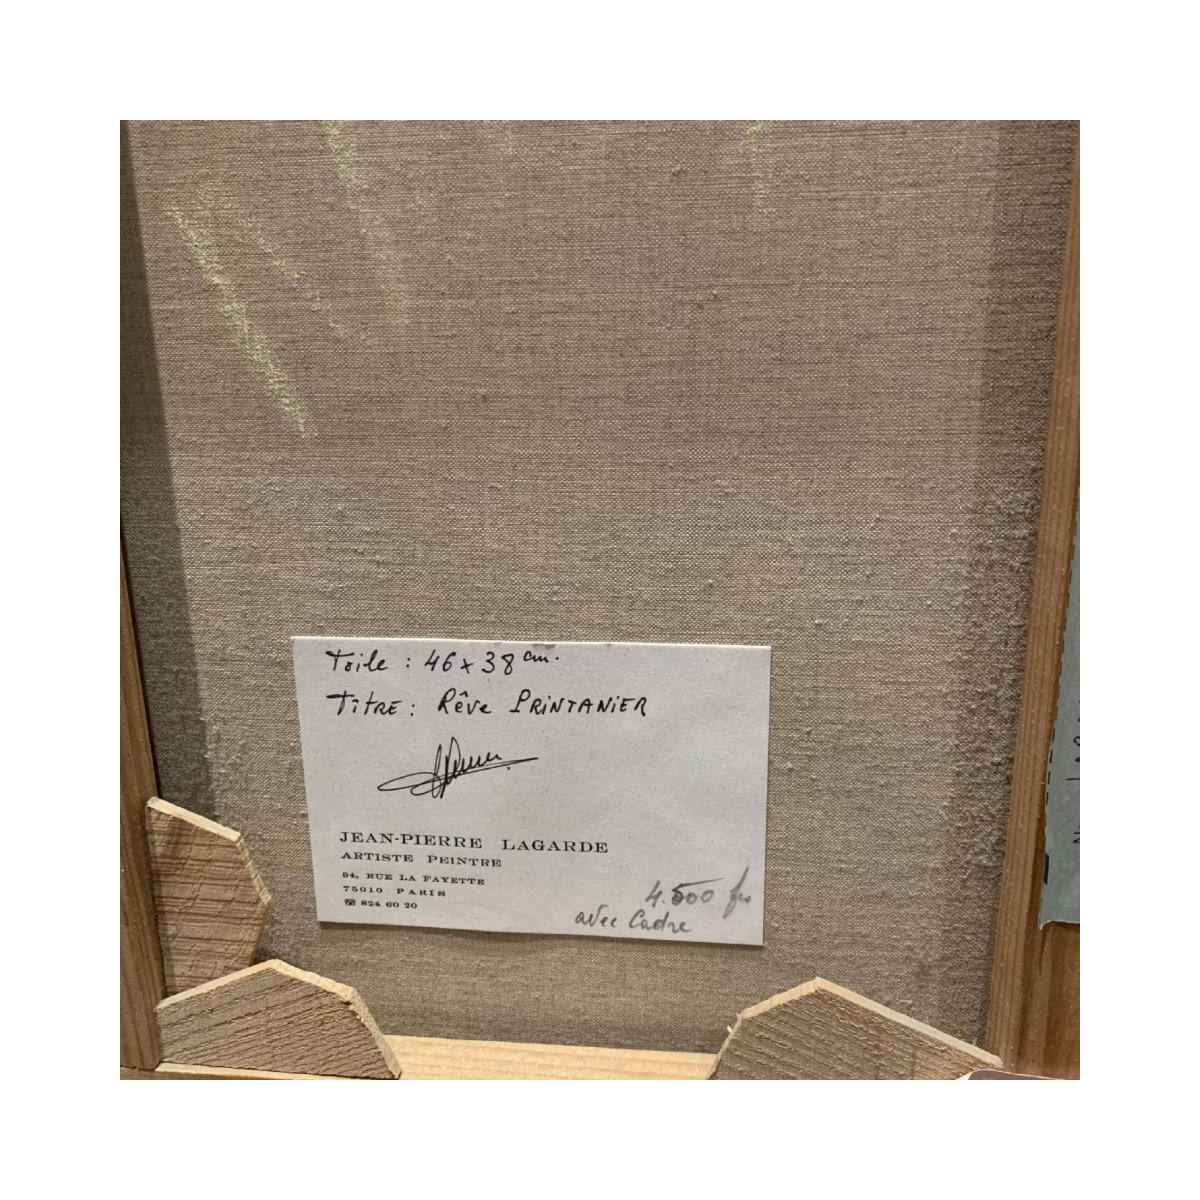 Toile : 46 x 38 cm.
Titre : Rêve PRINTANIER
JEAN-PIERRE LAGARDE
ARTISTE PEINTRE
94, RUE LA FAYETTE
75010 PARIS
☎ 824 60 20
4.500 frs
avec Cadre